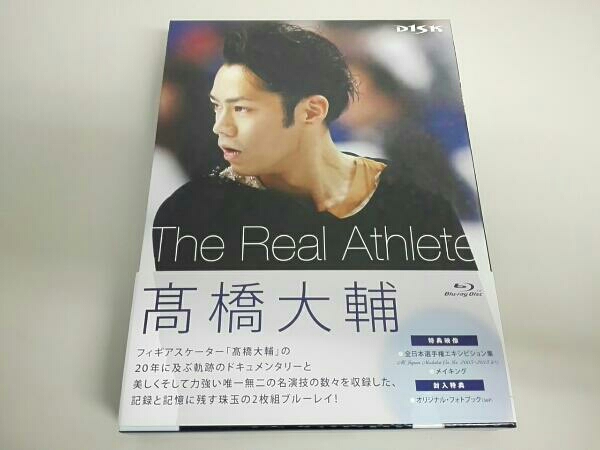 D1SK
The Real Athlete
髙橋大輔
Blu-ray Disc
フィギアスケーター「髙橋大輔」の
20年に及ぶ軌跡のドキュメンタリーと
美しくそして力強い唯一無二の名演技の数々を収録した、
記録と記憶に残す珠玉の2枚組ブルーレイ!
特典映像
●全日本選手権エキシビション集
●メイキング
封入特典
●オリジナル・フォトブック